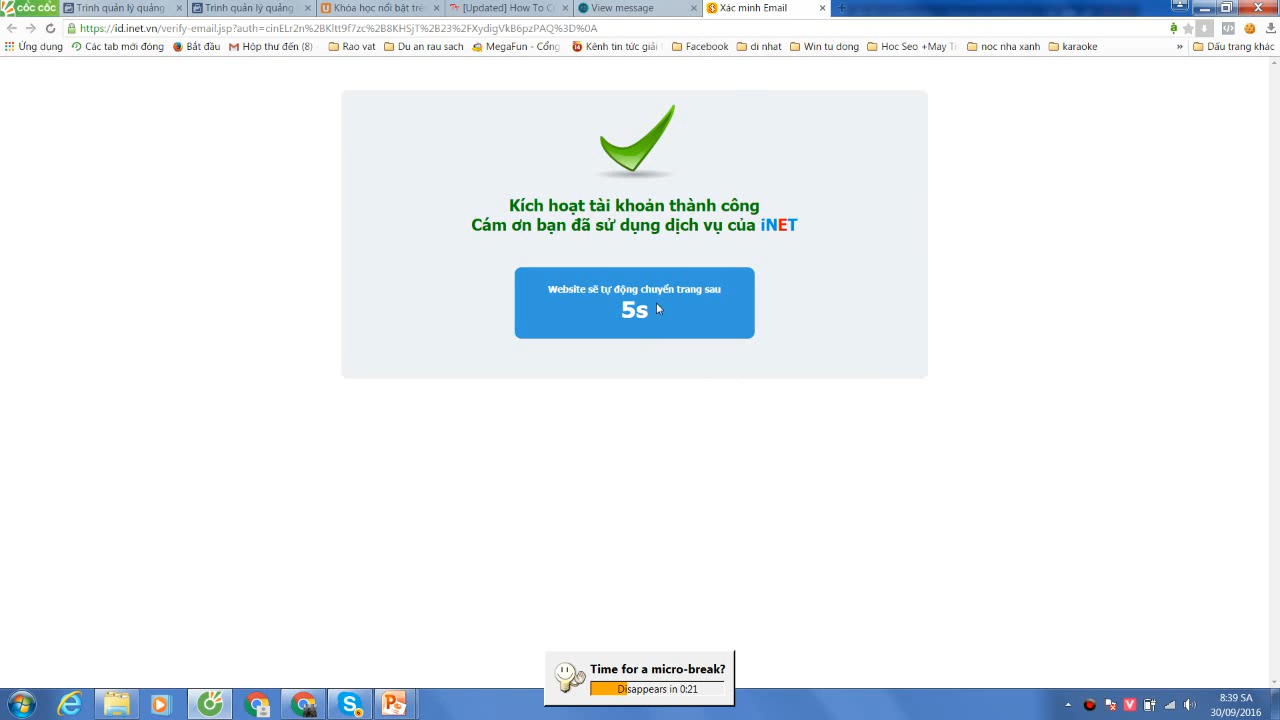 cốc cốc
Trình quản lý quảng
Trình quản lý quảng
Khóa học nổi bật trê
[Updated] How To C
View message
Xác minh Email
https://id.inet.vn/verify-email.jsp?auth=cinELr2n%2BKltt9f7zc%2B8KHSjT%2B23%2FXydigVkB6pzPAQ%3D%0A
Ứng dụng
Các tab mới đóng
Bắt đầu
Hộp thư đến (8)
Rao vat
Du an rau sach
MegaFun - Cổng
Kênh tin tức giải
Facebook
di nhat
Win tu dong
Hoc Seo +May T
noc nha xanh
karaoke
»
Dấu trang khác
Kích hoạt tài khoản thành công
Cám ơn bạn đã sử dụng dịch vụ của iNET
Website sẽ tự động chuyển trang sau
5s
Time for a micro-break?
Disappears in 0:21
8:39 SA
30/09/2016